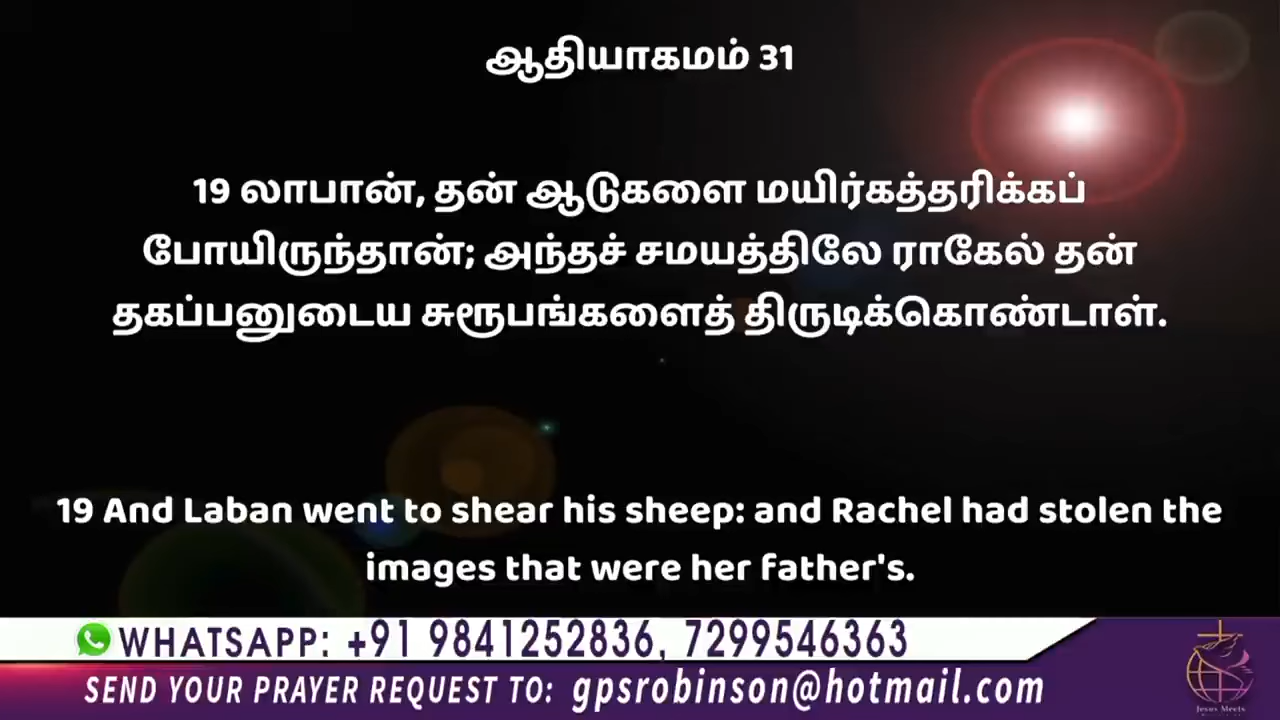 ஆதியாகமம் 31
19 லாபான், தன் ஆடுகளை மயிர்கத்தரிக்கப்
போயிருந்தான்; அந்தச் சமயத்திலே ராகேல் தன்
தகப்பனுடைய சுரூபங்களைத் திருடிக்கொண்டாள்.
19 And Laban went to shear his sheep: and Rachel had stolen the
images that were her father's.
WHATSAPP: +91 9841252836, 7299546363
SEND YOUR PRAYER REQUEST TO: gpsrobinson@hotmail.com
Jesus Meets